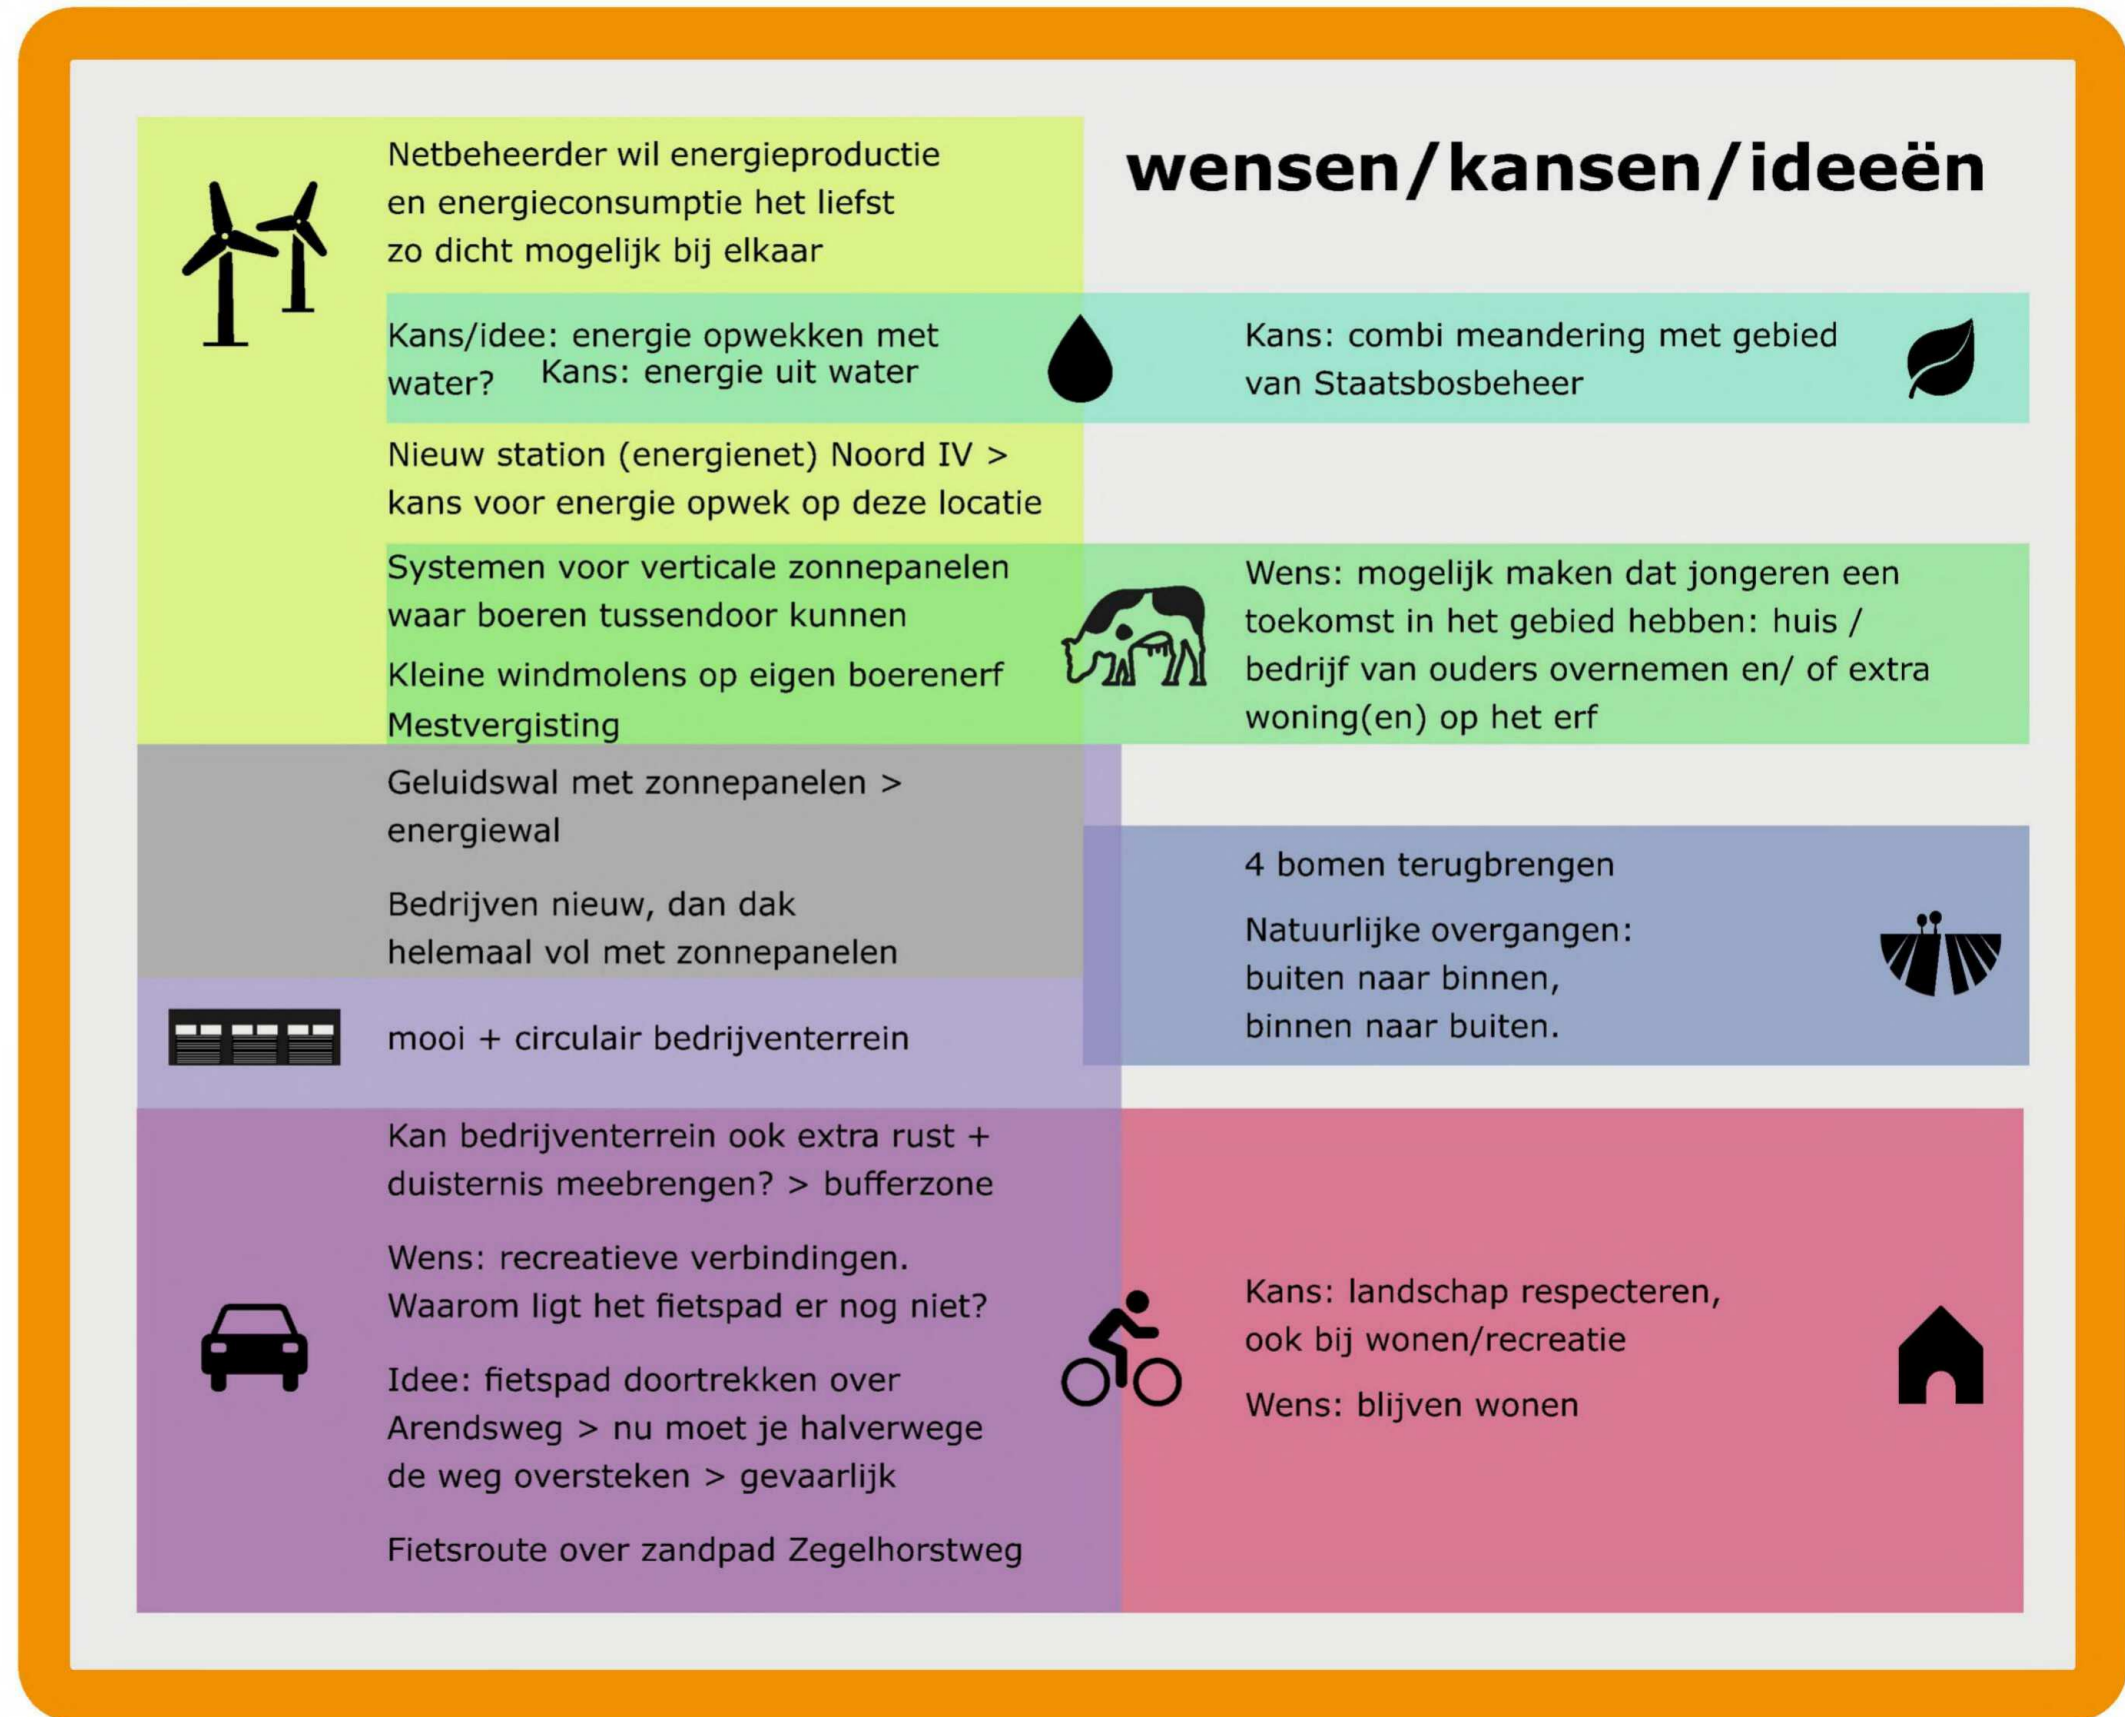 wensen/kansen/ideeën
Netbeheerder wil energieproductie
en energieconsumptie het liefst
zo dicht mogelijk bij elkaar
Kans/idee: energie opwekken met
water?
Kans: energie uit water
Kans: combi meandering met gebied
van Staatsbosbeheer
Nieuw station (energienet) Noord IV >
kans voor energie opwek op deze locatie
Systemen voor verticale zonnepanelen
waar boeren tussendoor kunnen
Kleine windmolens op eigen boerenerf
Mestvergisting
Wens: mogelijk maken dat jongeren een
toekomst in het gebied hebben: huis /
bedrijf van ouders overnemen en/ of extra
woning(en) op het erf
Geluidswal met zonnepanelen >
energiewal
Bedrijven nieuw, dan dak
helemaal vol met zonnepanelen
4 bomen terugbrengen
Natuurlijke overgangen:
buiten naar binnen,
binnen naar buiten.
mooi + circulair bedrijventerrein
Kan bedrijventerrein ook extra rust +
duisternis meebrengen? > bufferzone
Wens: recreatieve verbindingen.
Waarom ligt het fietspad er nog niet?
Idee: fietspad doortrekken over
Arendsweg > nu moet je halverwege
de weg oversteken > gevaarlijk
Fietsroute over zandpad Zegelhorstweg
Kans: landschap respecteren,
ook bij wonen/recreatie
Wens: blijven wonen